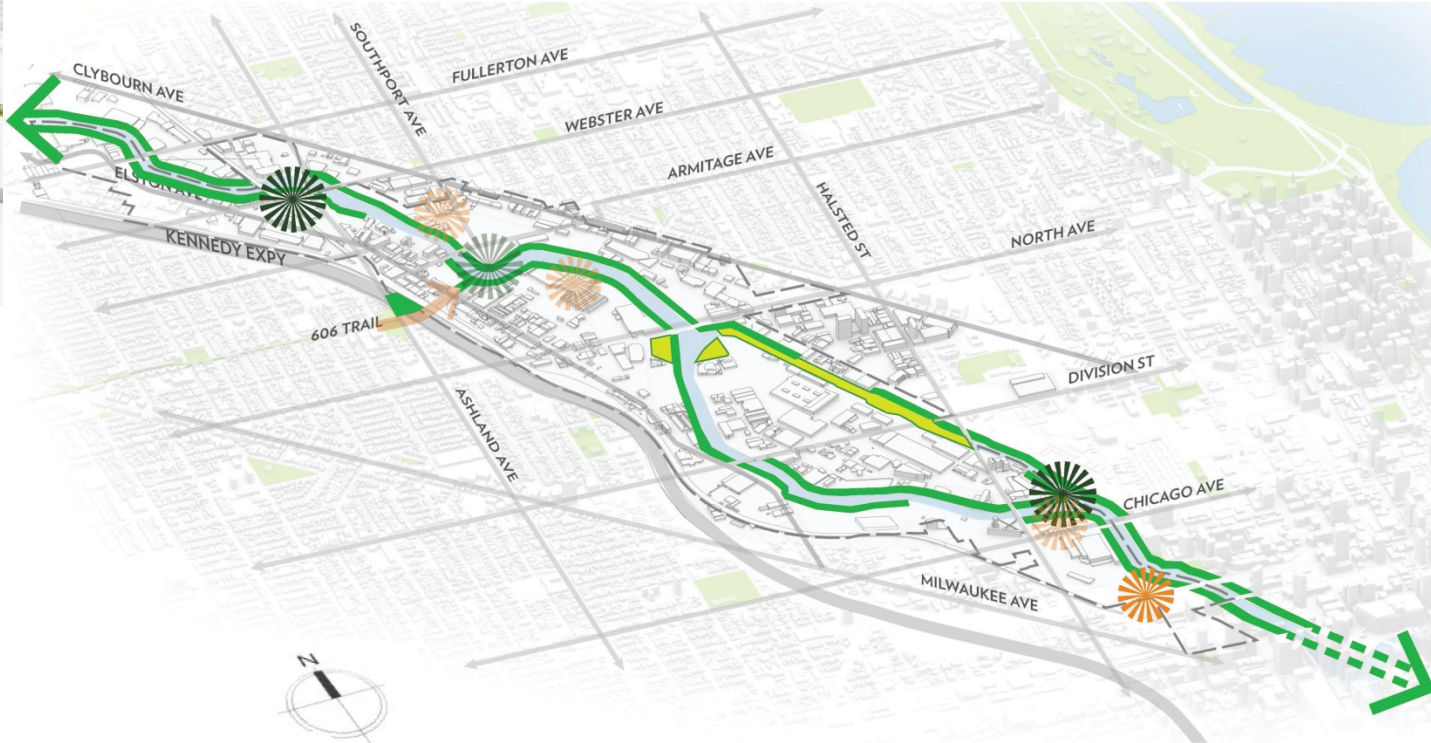 CLYBOURN AVE
SOUTHPORT AVE
FULLERTON AVE
WEBSTER AVE
ARMITAGE AVE
HALSTED ST
NORTH AVE
ELSTON AVE
KENNEDY EXPY
606 TRAIL
ASHLAND AVE
DIVISION ST
CHICAGO AVE
MILWAUKEE AVE
N